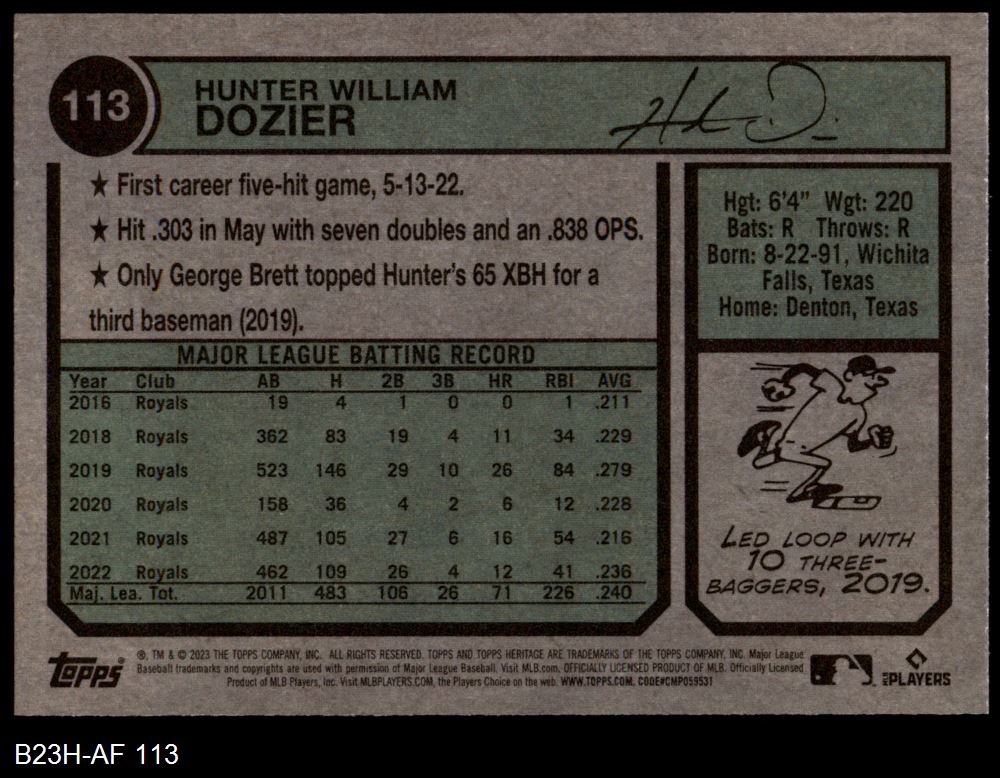 113
HUNTER WILLIAM
DOZIER
★ First career five-hit game, 5-13-22.
★ Hit .303 in May with seven doubles and an .838 OPS.
★ Only George Brett topped Hunter's 65 XBH for a
third baseman (2019).
Hgt: 6'4" Wgt: 220
Bats: R Throws: R
Born: 8-22-91, Wichita
Falls, Texas
Home: Denton, Texas
MAJOR LEAGUE BATTING RECORD
Year Club AB H 2B 3B HR RBI AVG
2016 Royals 19 4 1 0 0 1 .211
2018 Royals 362 83 19 4 11 34 .229
2019 Royals 523 146 29 10 26 84 .279
2020 Royals 158 36 4 2 6 12 .228
2021 Royals 487 105 27 6 16 54 .216
2022 Royals 462 109 26 4 12 41 .236
Maj. Lea. Tot. 2011 483 106 26 71 226 .240
LED LOOP WITH
10 THREE-
BAGGERS, 2019.
TOPPS
®, TM & © 2023 THE TOPPS COMPANY, INC. ALL RIGHTS RESERVED. TOPPS AND TOPPS HERITAGE ARE TRADEMARKS OF THE TOPPS COMPANY, INC. Major League
Baseball trademarks and copyrights are used with permission of Major League Baseball. Visit MLB.com. OFFICIALLY LICENSED PRODUCT OF MLB. Officially Licensed
Product of MLB Players, Inc. Visit MLBPLAYERS.COM, the Players Choice on the web. WWW.TOPPS.COM. CODE#CMP059531
MLB PLAYERS
B23H-AF 113